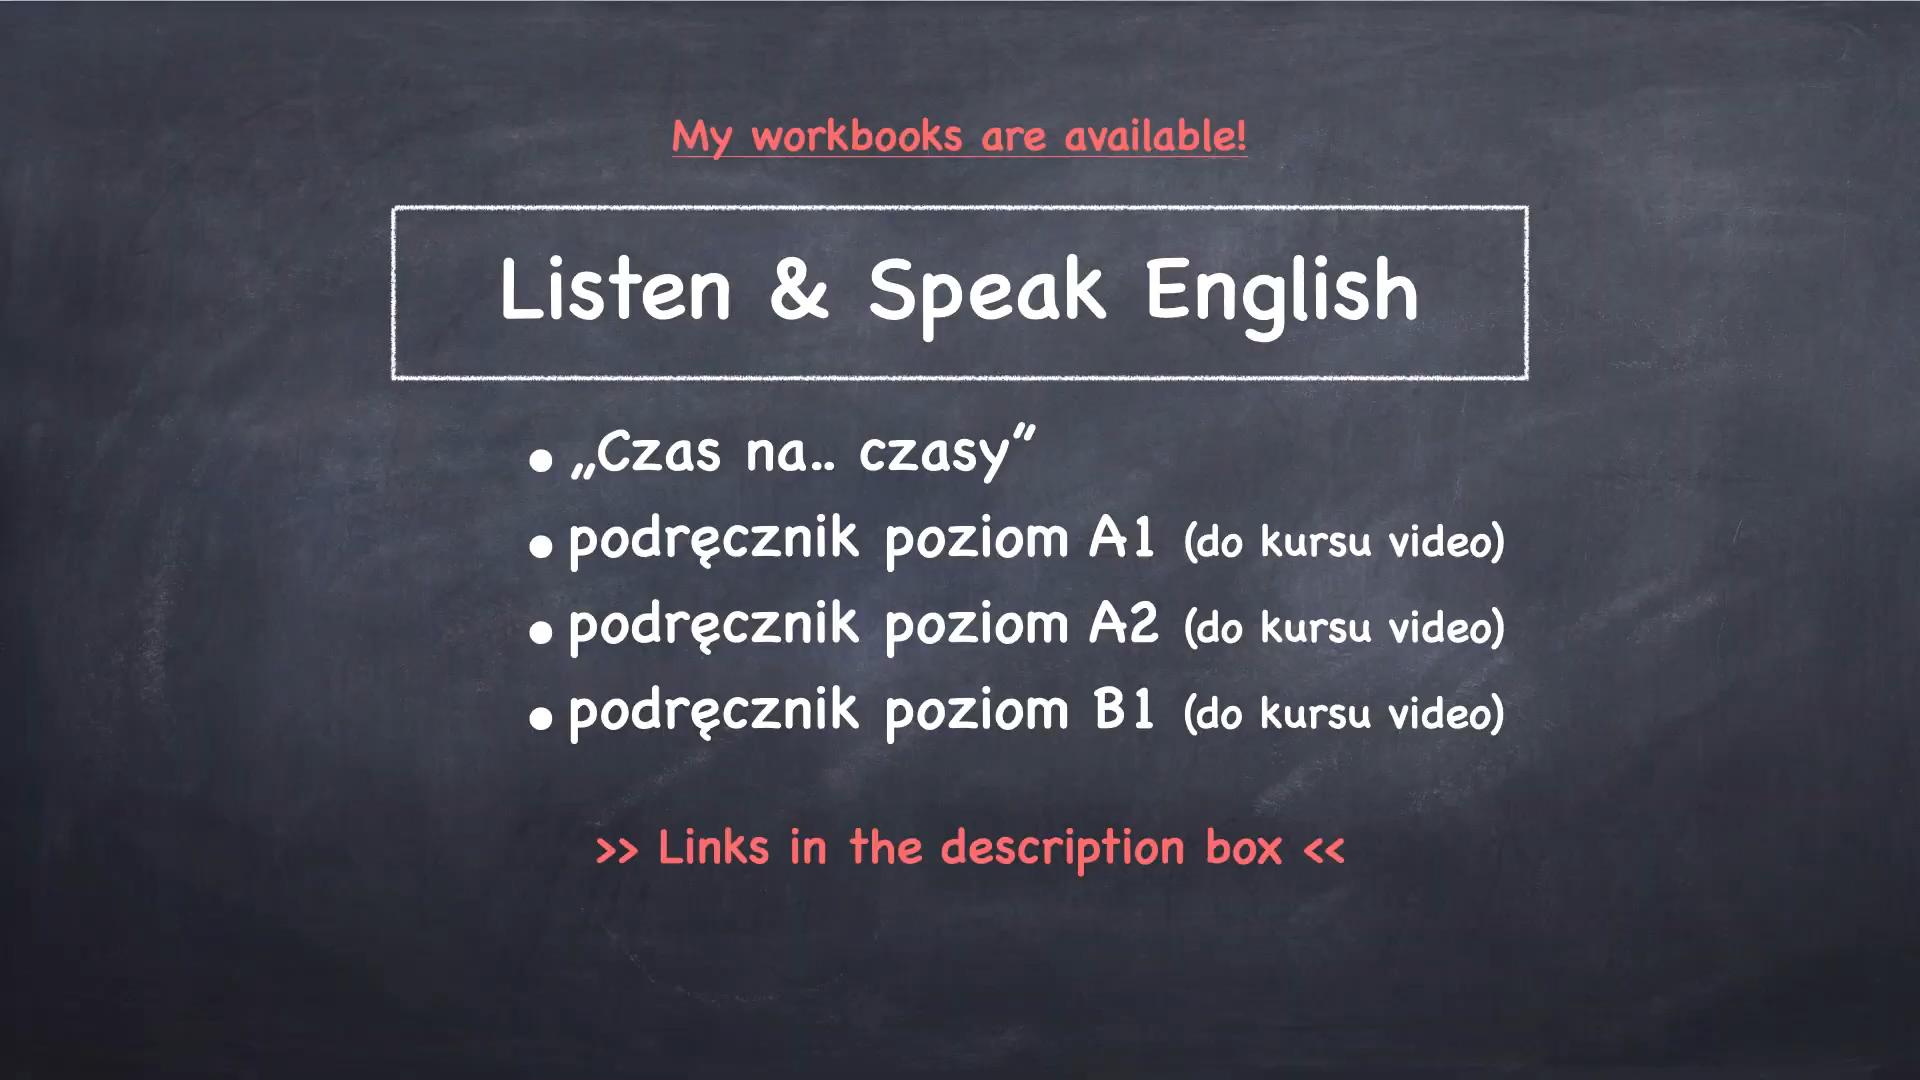 My workbooks are available!
Listen & Speak English
• „Czas na.. czasy”
• podręcznik poziom A1 (do kursu video)
• podręcznik poziom A2 (do kursu video)
• podręcznik poziom B1 (do kursu video)
>> Links in the description box <<